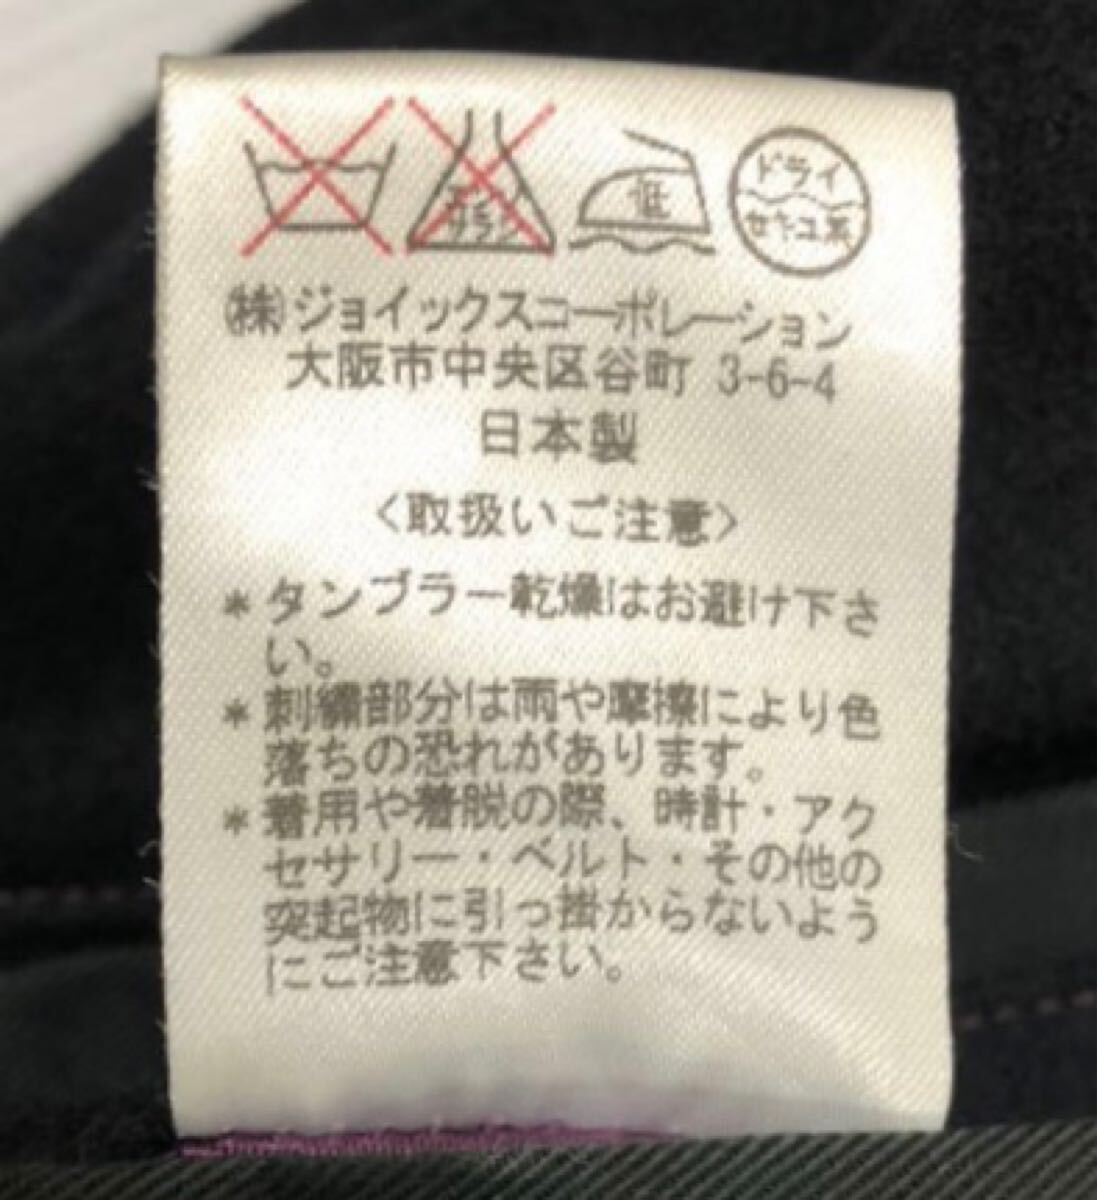 低
ドライ
セキユ系
㈱ジョイックスコーポレーション
大阪市中央区谷町 3-6-4
日本製
<取扱いご注意>
* タンブラー乾燥はお避け下さ
い。
* 刺繍部分は雨や摩擦により色
落ちの恐れがあります。
* 着用や着脱の際、時計・アク
セサリー・ベルト・その他の
突起物に引っ掛からないよう
にご注意下さい。